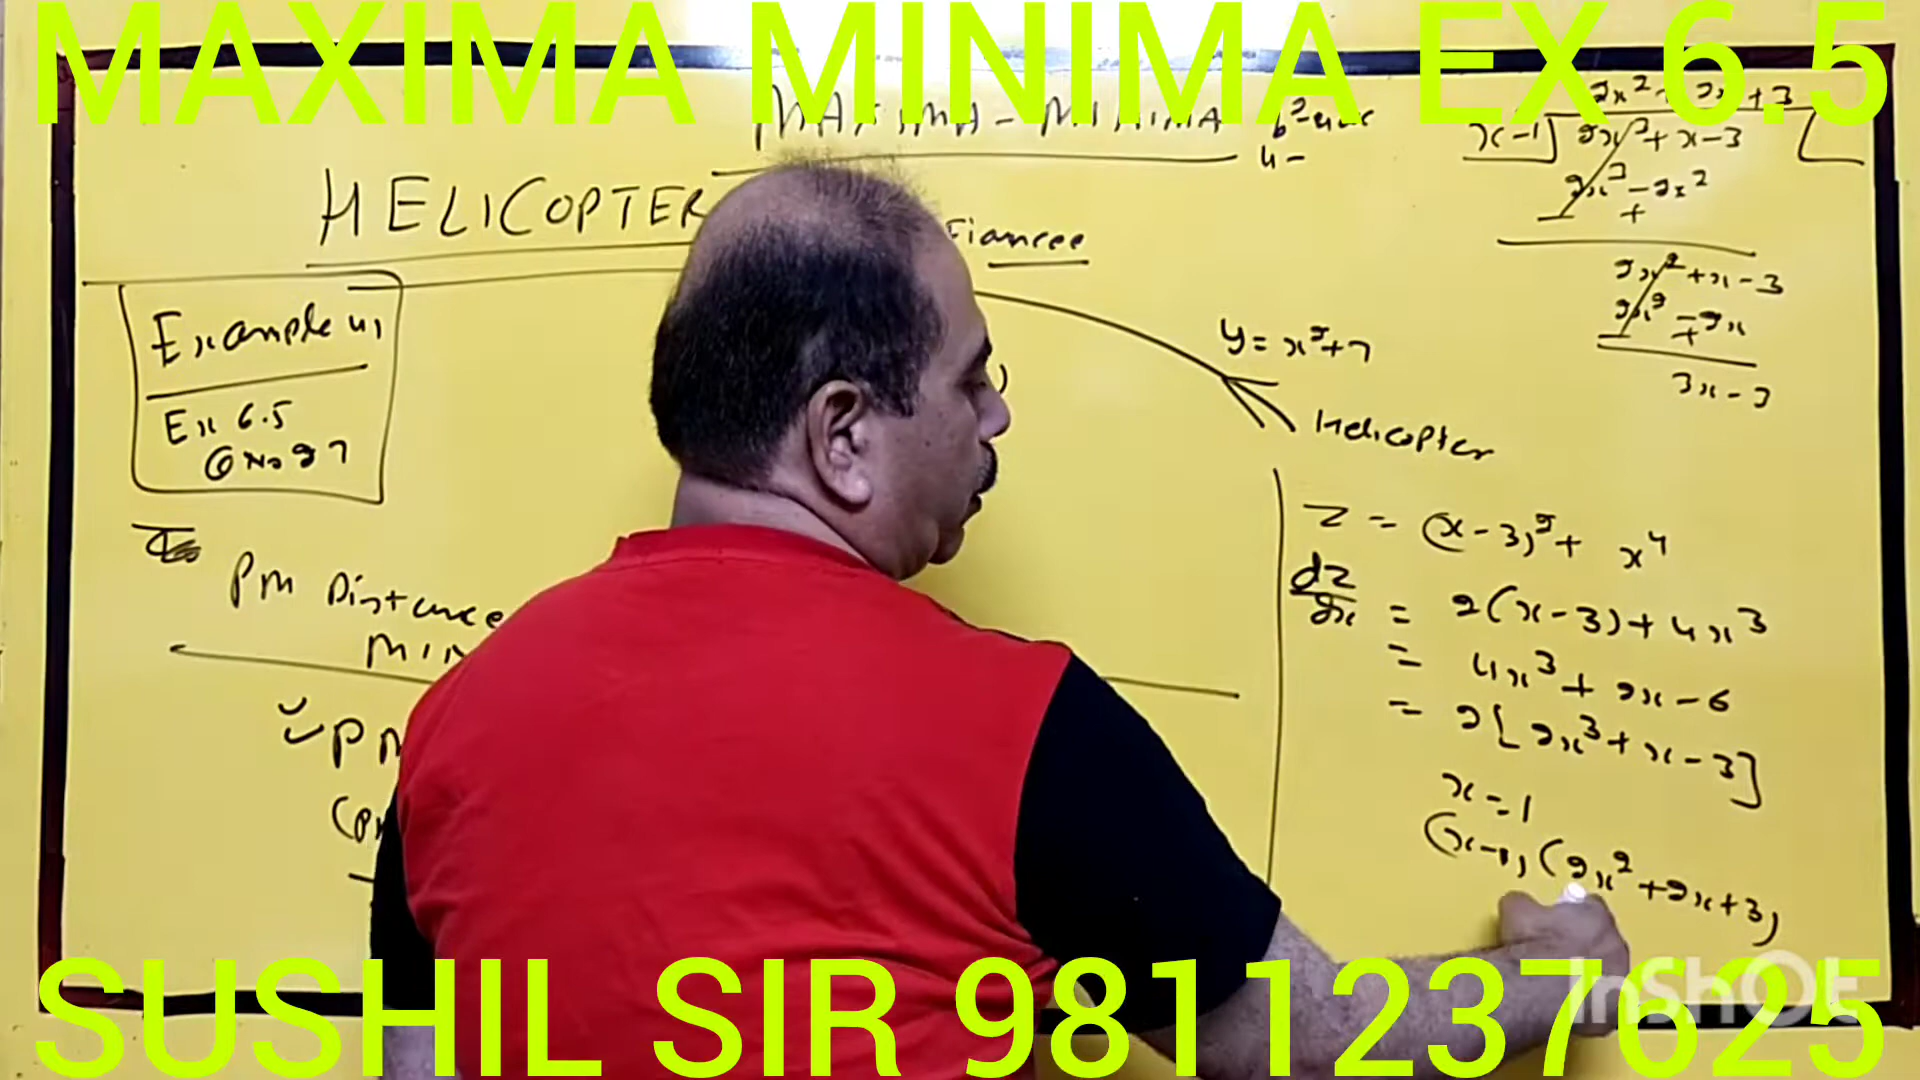 MAXIMA MINIMA EX 6.5
MAXIMA - MINIMA
HELICOPTER
Fiancee
Example 41
Ex 6.5
Q No 27
PM Distance
MIN
PM
y = x²+7
Helicopter
2x² + 2x + 3
x-1) 2x³ + x - 3
2x³ - 2x²
+
2x² + x - 3
2x² - 2x
+
3x - 3
Z = (x-3)² + x⁴
dz/dx = 2(x-3) + 4x³
= 4x³ + 2x - 6
= 2[2x³ + x - 3]
x = 1
(x-1)(2x² + 2x + 3)
InShOt
SUSHIL SIR 9811237625